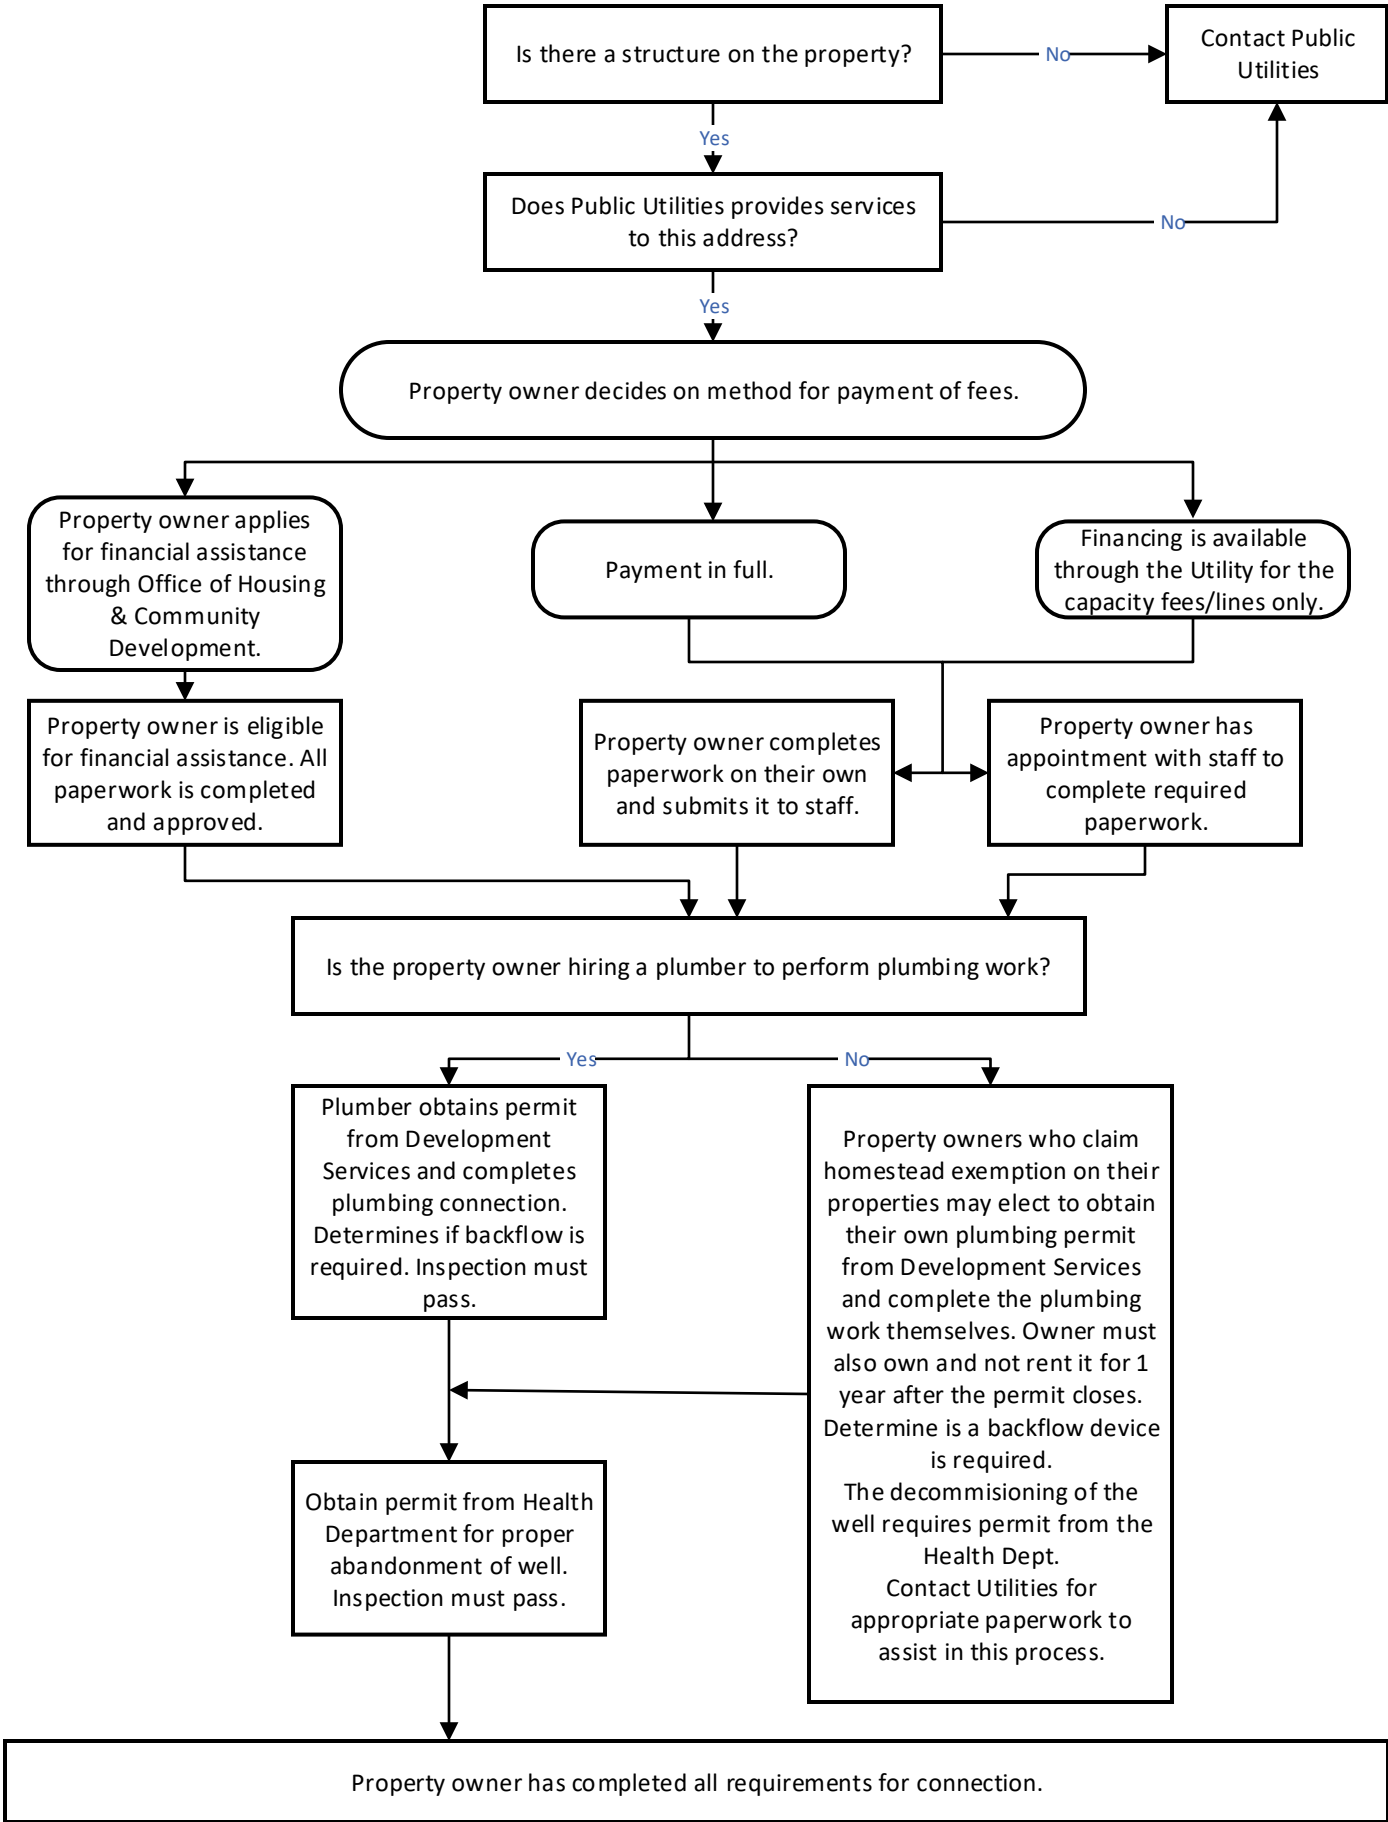 Is there a structure on the property?
No
Contact Public
Utilities
Yes
Does Public Utilities provides services
to this address?
No
Yes
Property owner decides on method for payment of fees.
Property owner applies
for financial assistance
through Office of Housing
& Community
Development.
Payment in full.
Financing is available
through the Utility for the
capacity fees/lines only.
Property owner is eligible
for financial assistance. All
paperwork is completed
and approved.
Property owner completes
paperwork on their own
and submits it to staff.
Property owner has
appointment with staff to
complete required
paperwork.
Is the property owner hiring a plumber to perform plumbing work?
Yes
No
Plumber obtains permit
from Development
Services and completes
plumbing connection.
Determines if backflow is
required. Inspection must
pass.
Property owners who claim
homestead exemption on their
properties may elect to obtain
their own plumbing permit
from Development Services
and complete the plumbing
work themselves. Owner must
also own and not rent it for 1
year after the permit closes.
Determine is a backflow device
is required.
The decommisioning of the
well requires permit from the
Health Dept.
Contact Utilities for
appropriate paperwork to
assist in this process.
Obtain permit from Health
Department for proper
abandonment of well.
Inspection must pass.
Property owner has completed all requirements for connection.